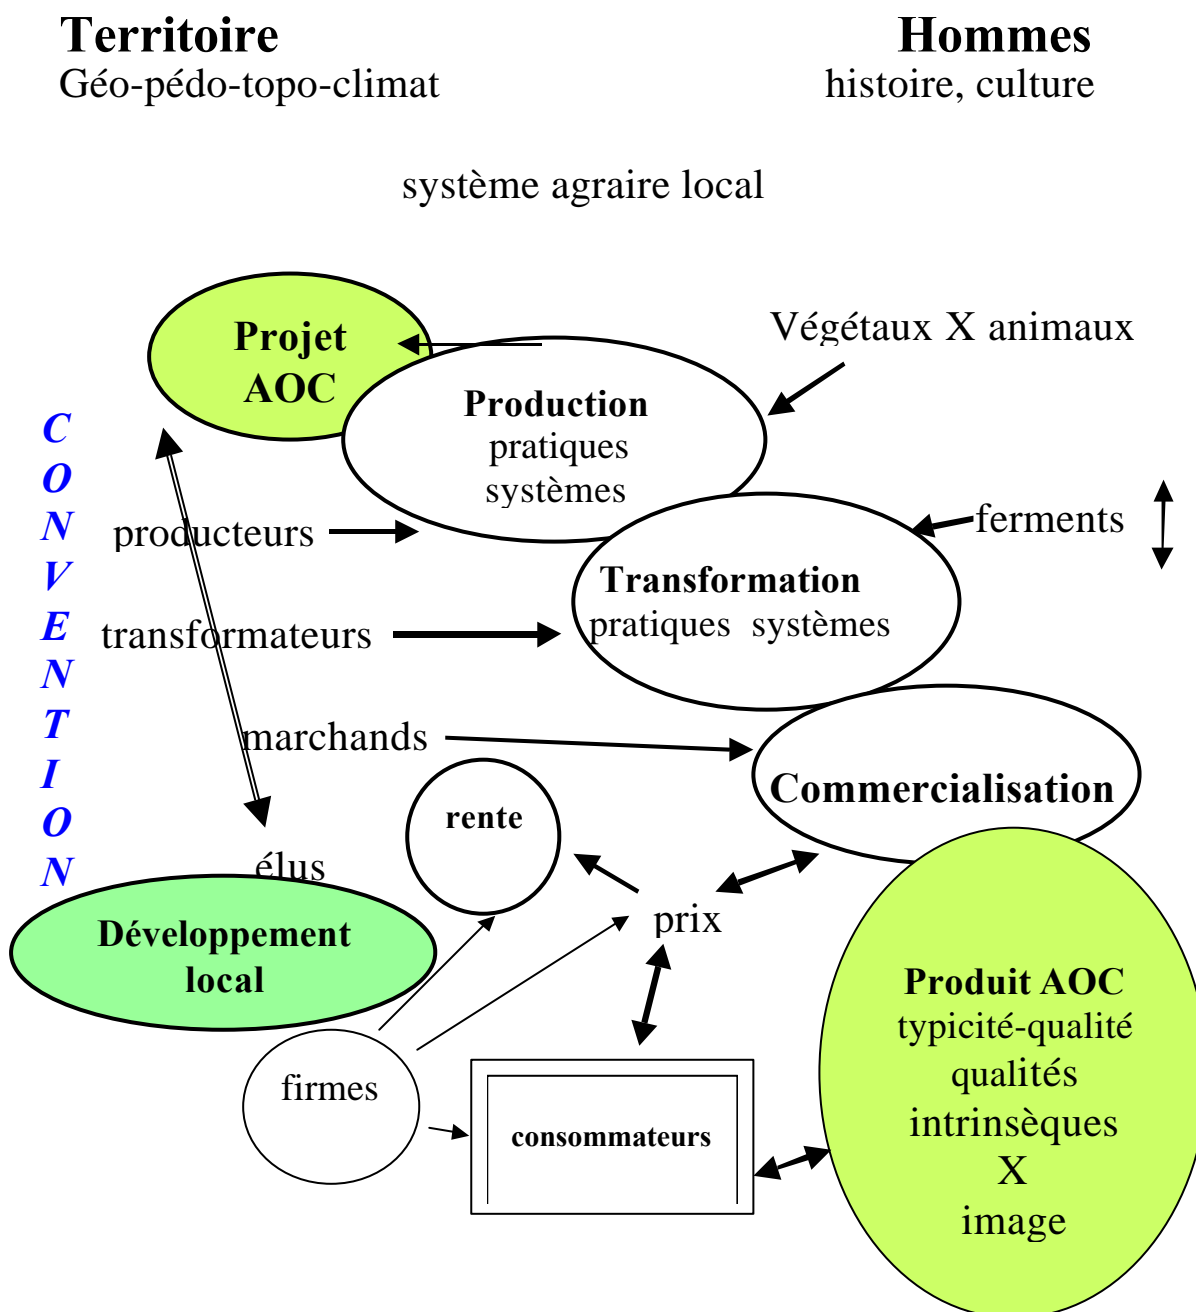 Territoire
Géo-pédo-topo-climat
Hommes
histoire, culture
système agraire local
Projet
AOC
Végétaux X animaux
Production
pratiques
systèmes
CONVENTION
producteurs
ferments
Transformation
pratiques systèmes
transformateurs
marchands
Commercialisation
rente
élus
prix
Développement
local
Produit AOC
typicité-qualité
qualités
intrinsèques
X
image
firmes
consommateurs